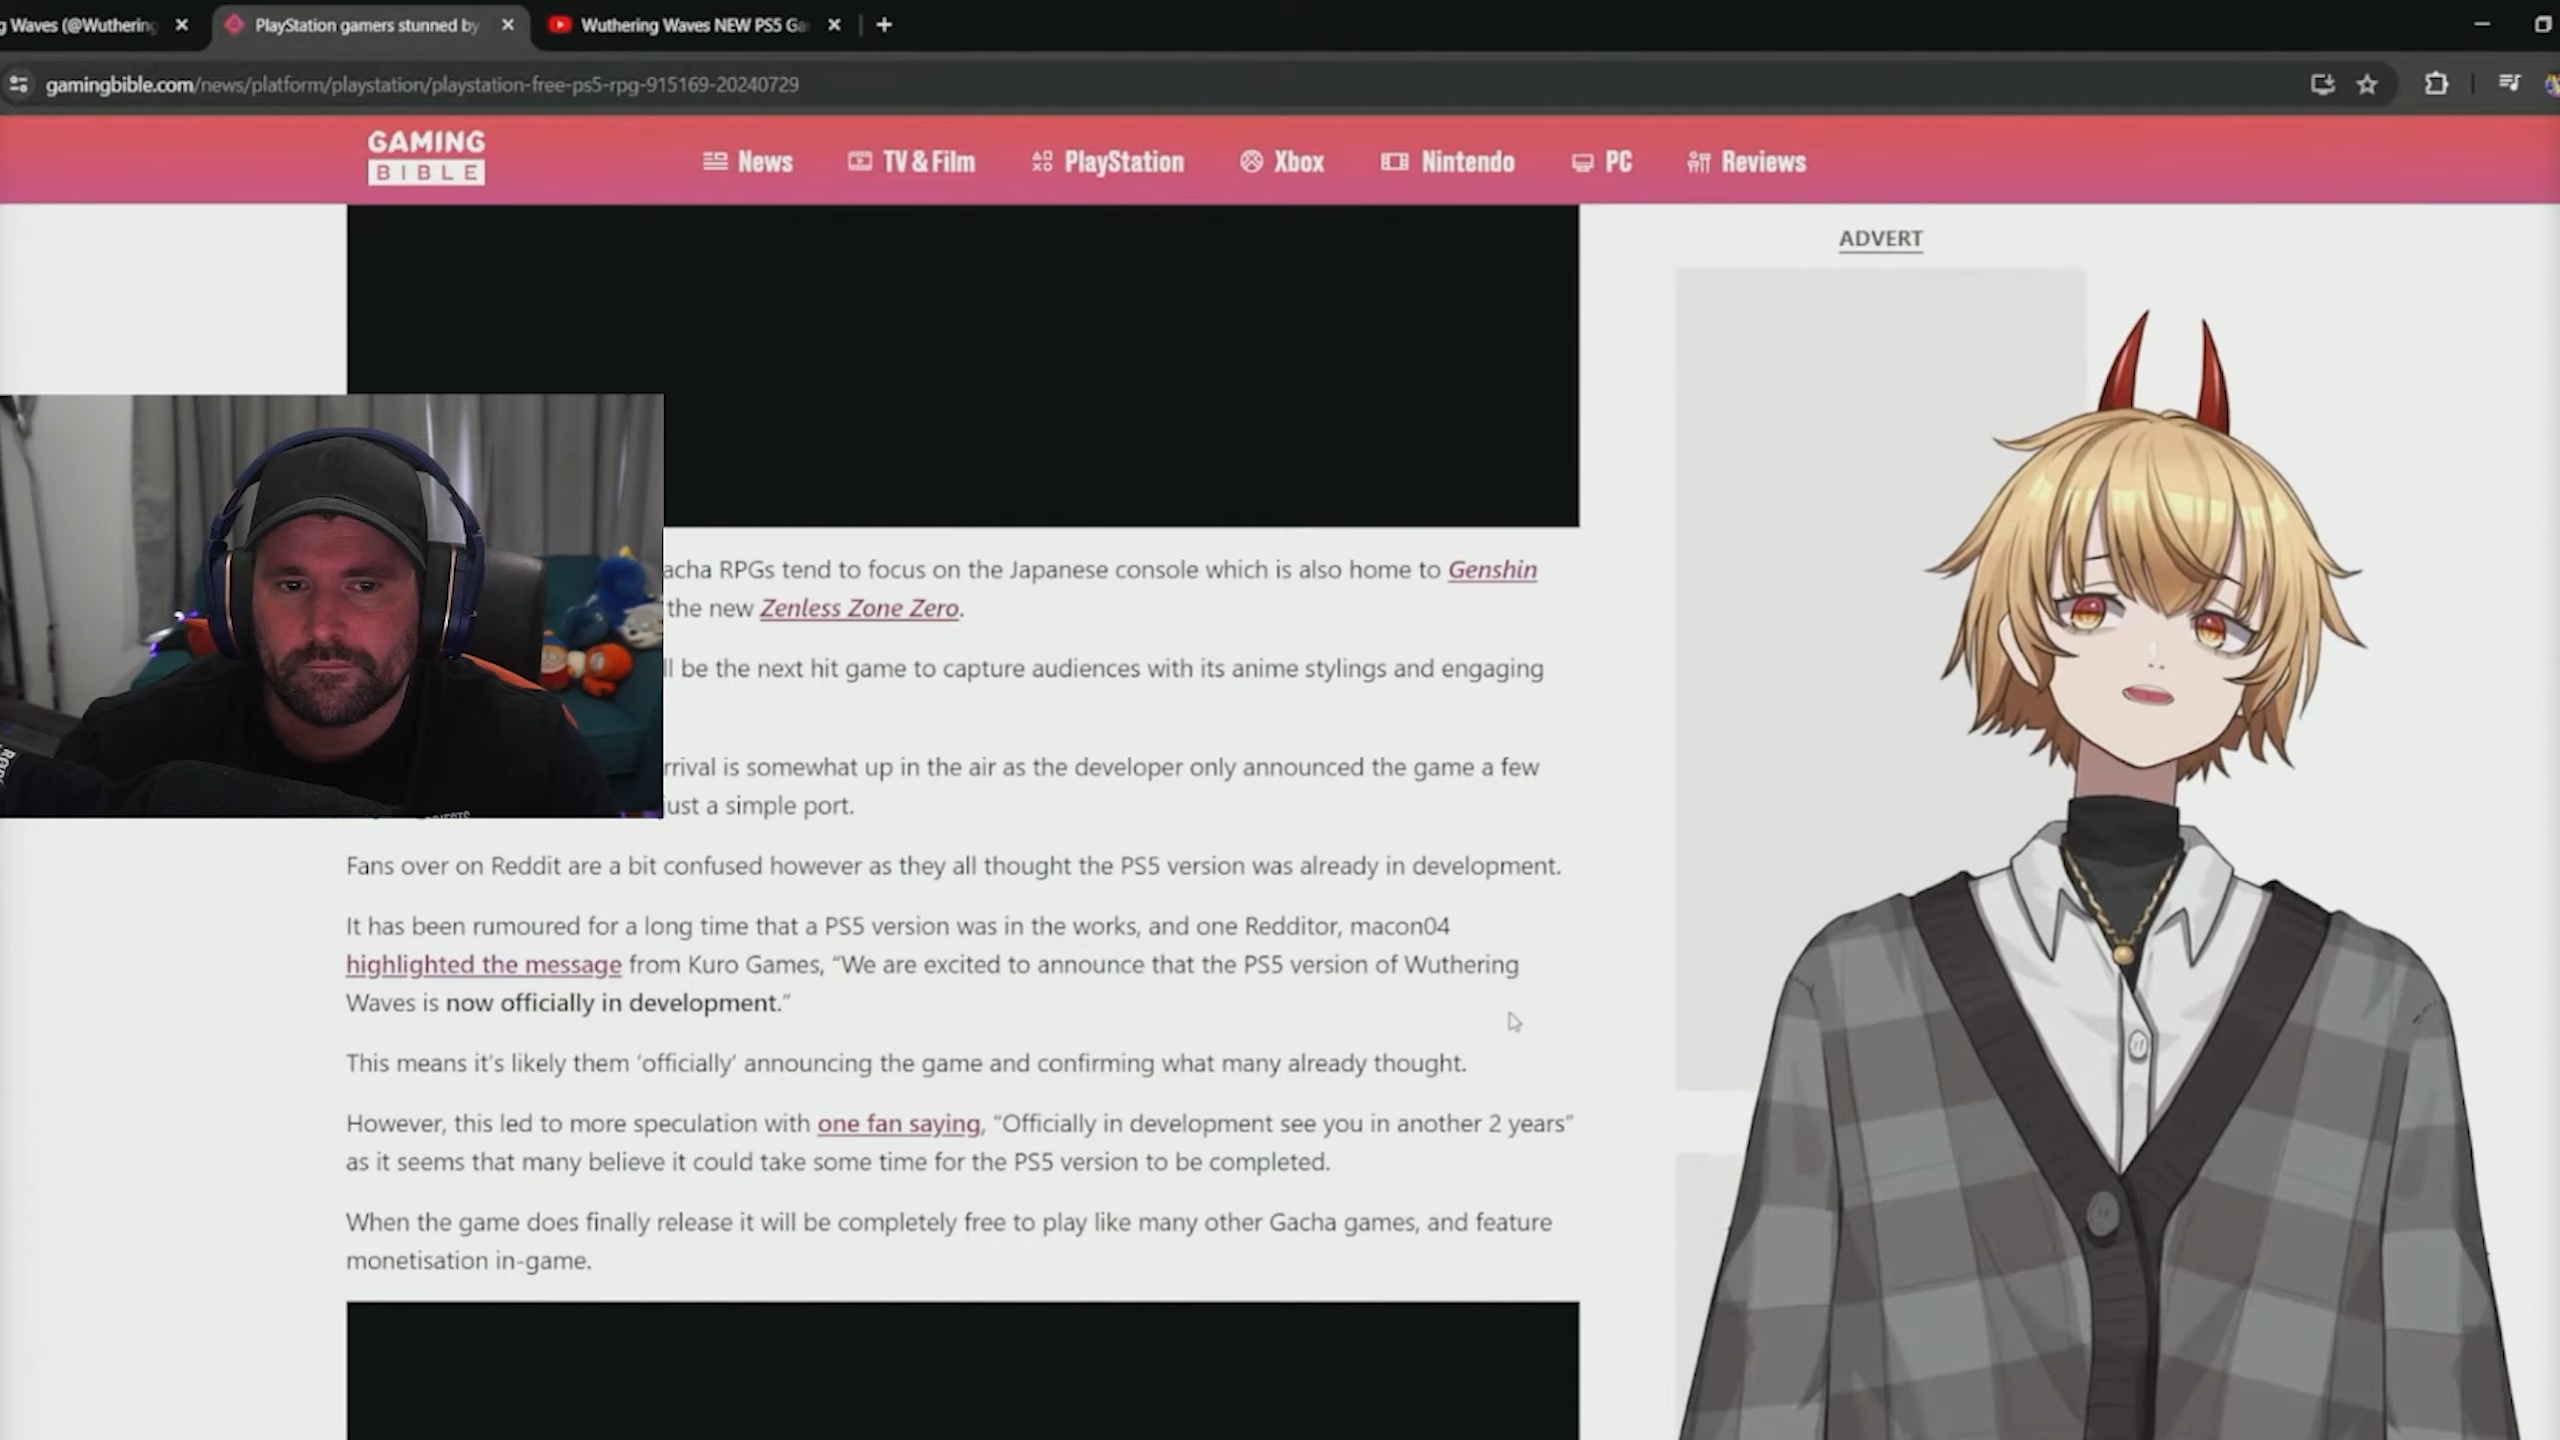 g Waves (@Wuthering
PlayStation gamers stunned by
Wuthering Waves NEW PS5 Ga
gamingbible.com/news/platform/playstation/playstation-free-ps5-rpg-915169-20240729
GAMING
BIBLE
News
TV & Film
PlayStation
Xbox
Nintendo
PC
Reviews
ADVERT
acha RPGs tend to focus on the Japanese console which is also home to Genshin
the new Zenless Zone Zero.
ll be the next hit game to capture audiences with its anime stylings and engaging
rrival is somewhat up in the air as the developer only announced the game a few
just a simple port.
Fans over on Reddit are a bit confused however as they all thought the PS5 version was already in development.
It has been rumoured for a long time that a PS5 version was in the works, and one Redditor, macon04
highlighted the message from Kuro Games, “We are excited to announce that the PS5 version of Wuthering
Waves is now officially in development.”
This means it’s likely them ‘officially’ announcing the game and confirming what many already thought.
However, this led to more speculation with one fan saying, “Officially in development see you in another 2 years”
as it seems that many believe it could take some time for the PS5 version to be completed.
When the game does finally release it will be completely free to play like many other Gacha games, and feature
monetisation in-game.